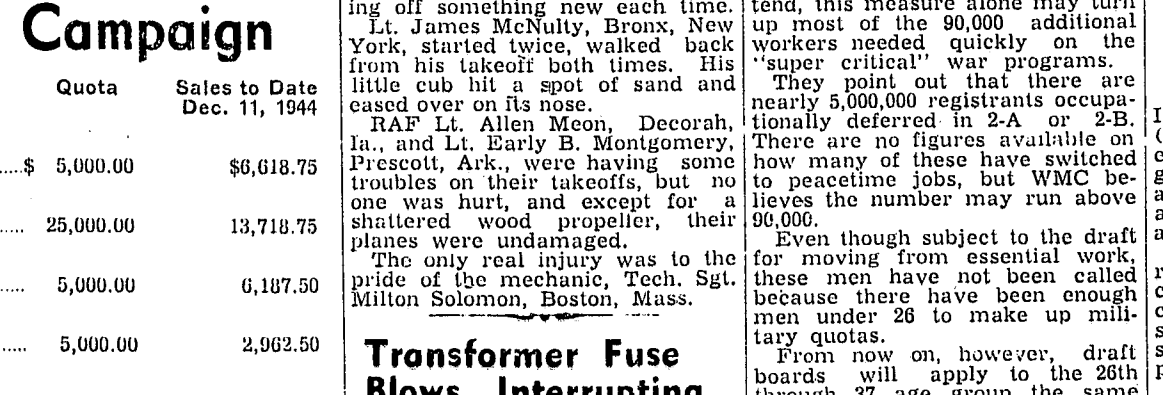 Campaign
Quota Sales to Date
Dec. 11, 1944
.....$ 5,000.00 $6,618.75
..... 25,000.00 13,718.75
..... 5,000.00 6,187.50
..... 5,000.00 2,962.50
ing off something new each time.
Lt. James McNulty, Bronx, New
York, started twice, walked back
from his takeoff both times. His
little cub hit a spot of sand and
eased over on its nose.
RAF Lt. Allen Meon, Decorah,
Ia., and Lt. Early B. Montgomery,
Prescott, Ark., were having some
troubles on their takeoffs, but no
one was hurt, and except for a
shattered wood propeller, their
planes were undamaged.
The only real injury was to the
pride of the mechanic, Tech. Sgt.
Milton Solomon, Boston, Mass.
Transformer Fuse
Blows, Interrupting
tend, this measure alone may turn
up most of the 90,000 additional
workers needed quickly on the
"super critical" war programs.
They point out that there are
nearly 5,000,000 registrants occupa-
tionally deferred in 2-A or 2-B.
There are no figures available on
how many of these have switched
to peacetime jobs, but WMC be-
lieves the number may run above
90,000.
Even though subject to the draft
for moving from essential work,
these men have not been called
because there have been enough
men under 26 to make up mili-
tary quotas.
From now on, however, draft
boards will apply to the 26th
through 37 age group the same